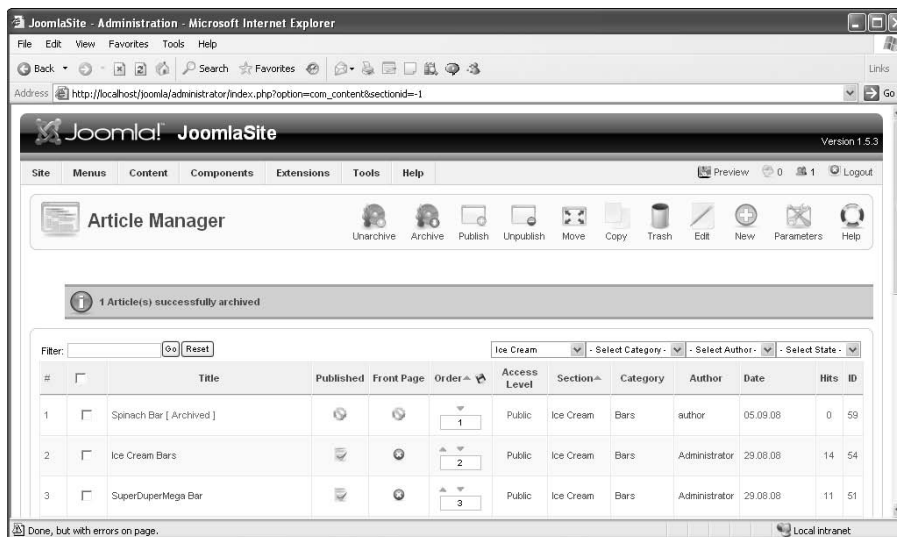 JoomlaSite - Administration - Microsoft Internet Explorer
File Edit View Favorites Tools Help
Back Search Favorites Links
Address http://localhost/joomla/administrator/index.php?option=com_content&sectionid=-1 Go
Joomla! JoomlaSite
Version 1.5.3
Site Menus Content Components Extensions Tools Help Preview 0 1 Logout
Article Manager
Unarchive Archive Publish Unpublish Move Copy Trash Edit New Parameters Help
1 Article(s) successfully archived
Filter: Go Reset Ice Cream - Select Category - - Select Author - - Select State -
# Title Published Front Page Order Access Level Section Category Author Date Hits ID
1 Spinach Bar [ Archived ] 1 Public Ice Cream Bars author 05.09.08 0 59
2 Ice Cream Bars 2 Public Ice Cream Bars Administrator 29.08.08 14 54
3 SuperDuperMega Bar 3 Public Ice Cream Bars Administrator 29.08.08 11 51
Done, but with errors on page. Local intranet